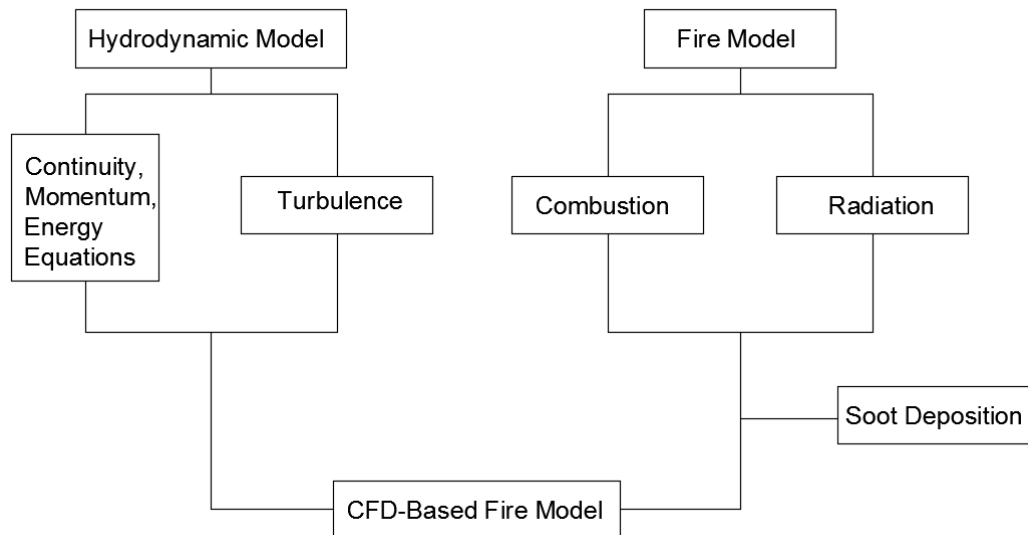 Hydrodynamic Model
Fire Model
Continuity,
Momentum,
Energy
Equations
Turbulence
Combustion
Radiation
Soot Deposition
CFD-Based Fire Model